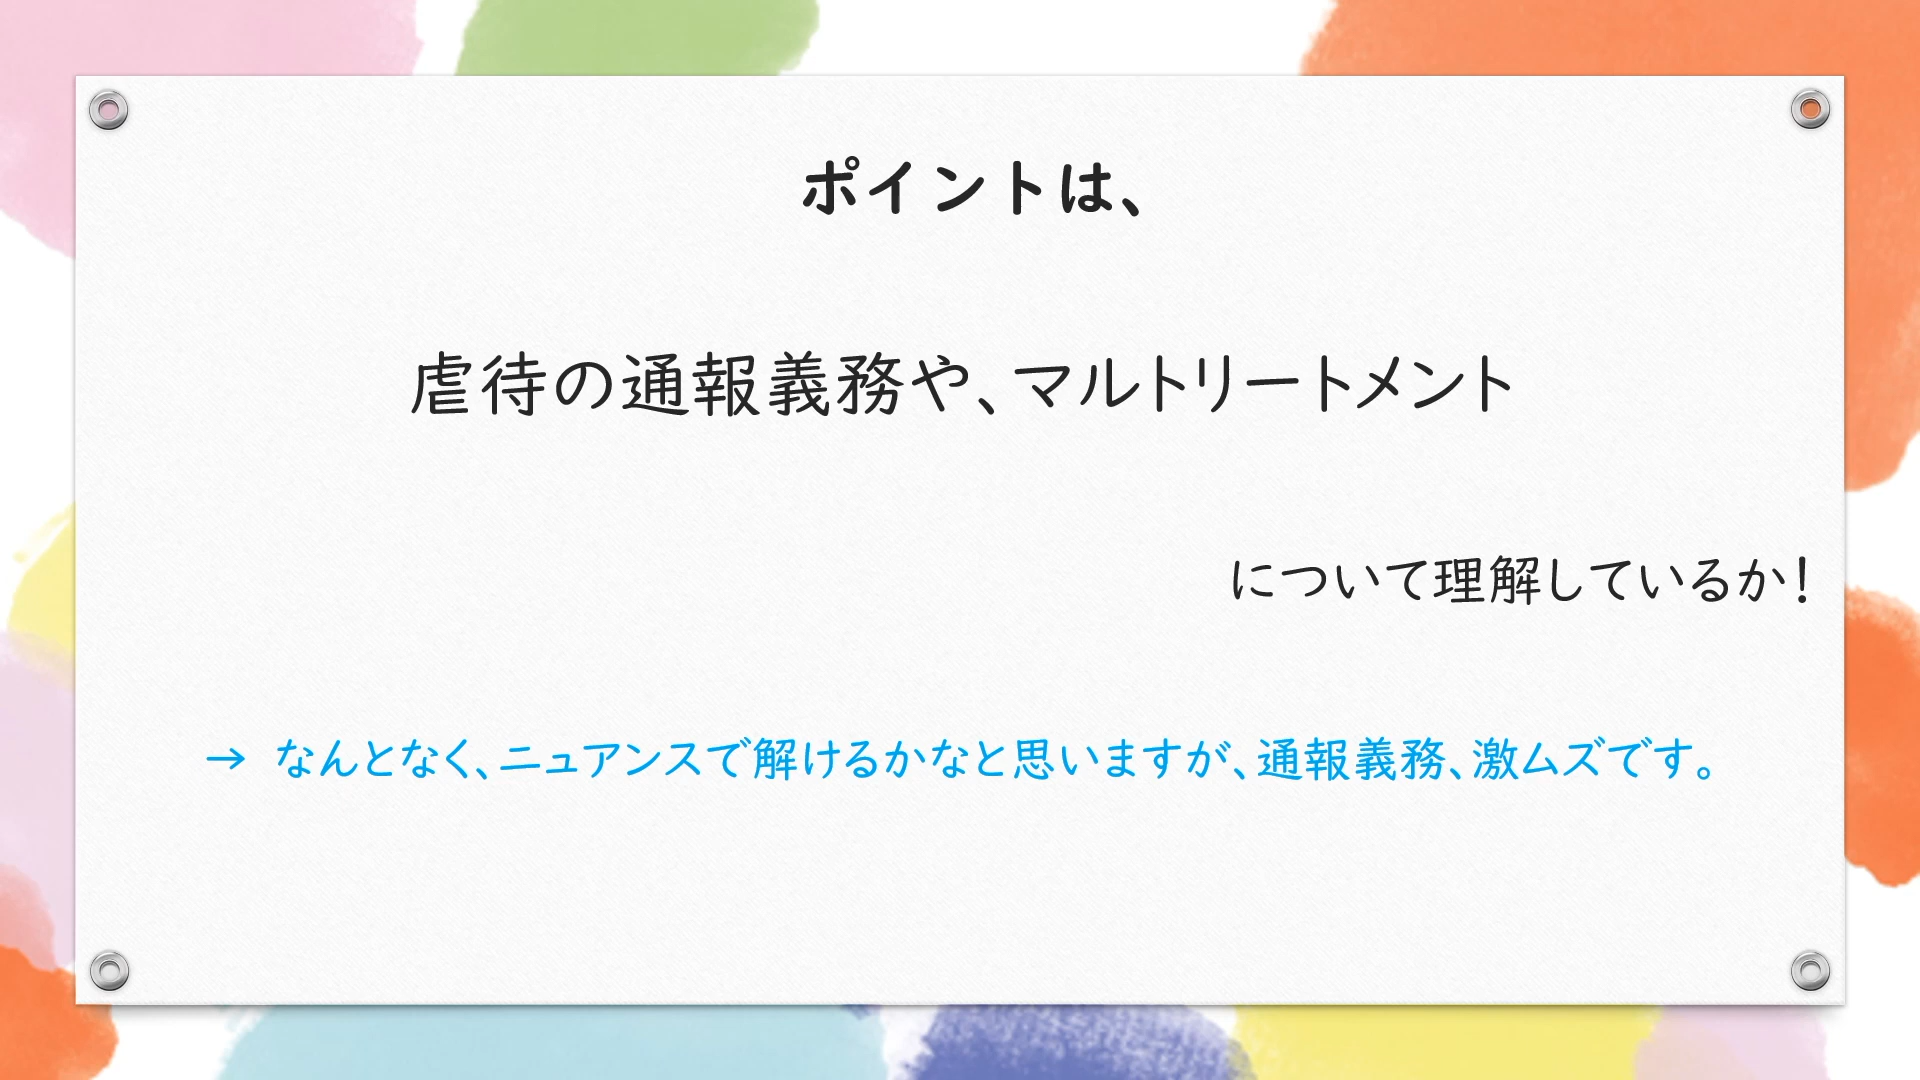 ポイントは、
虐待の通報義務や、マルトリートメント
について理解しているか！
→ なんとなく、ニュアンスで解けるかなと思いますが、通報義務、激ムズです。